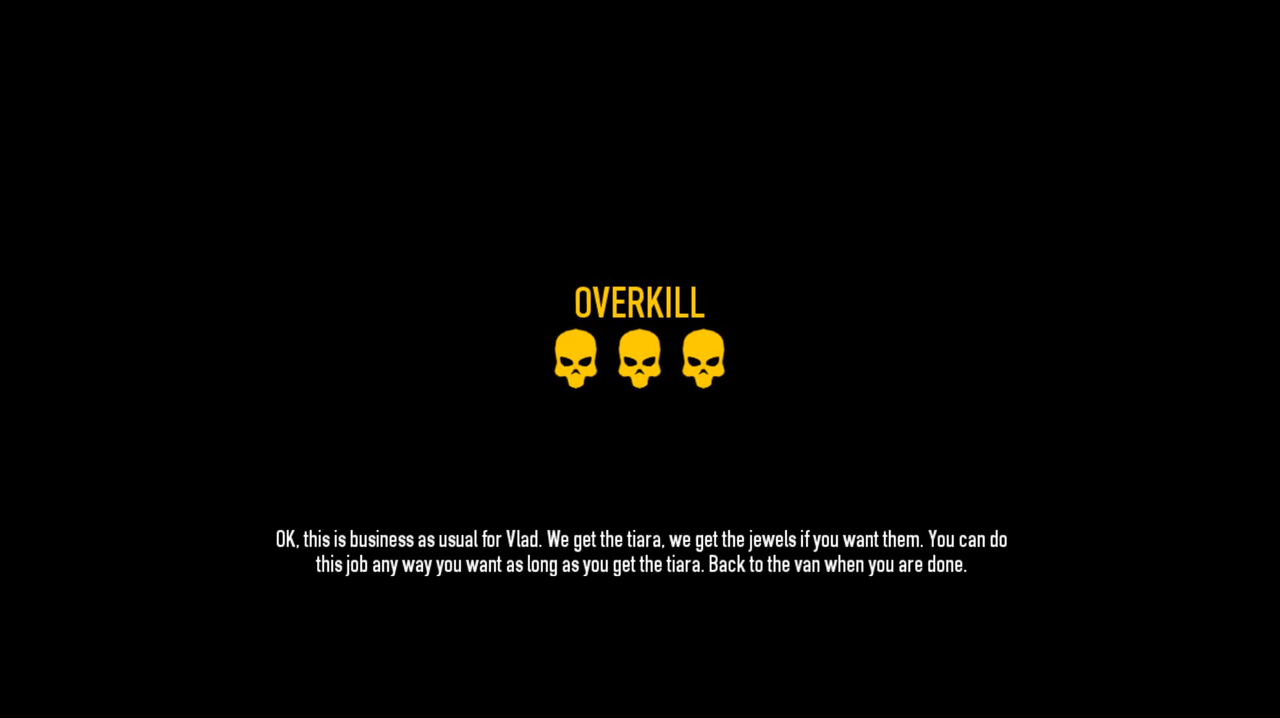 OVERKILL
OK, this is business as usual for Vlad. We get the tiara, we get the jewels if you want them. You can do
this job any way you want as long as you get the tiara. Back to the van when you are done.